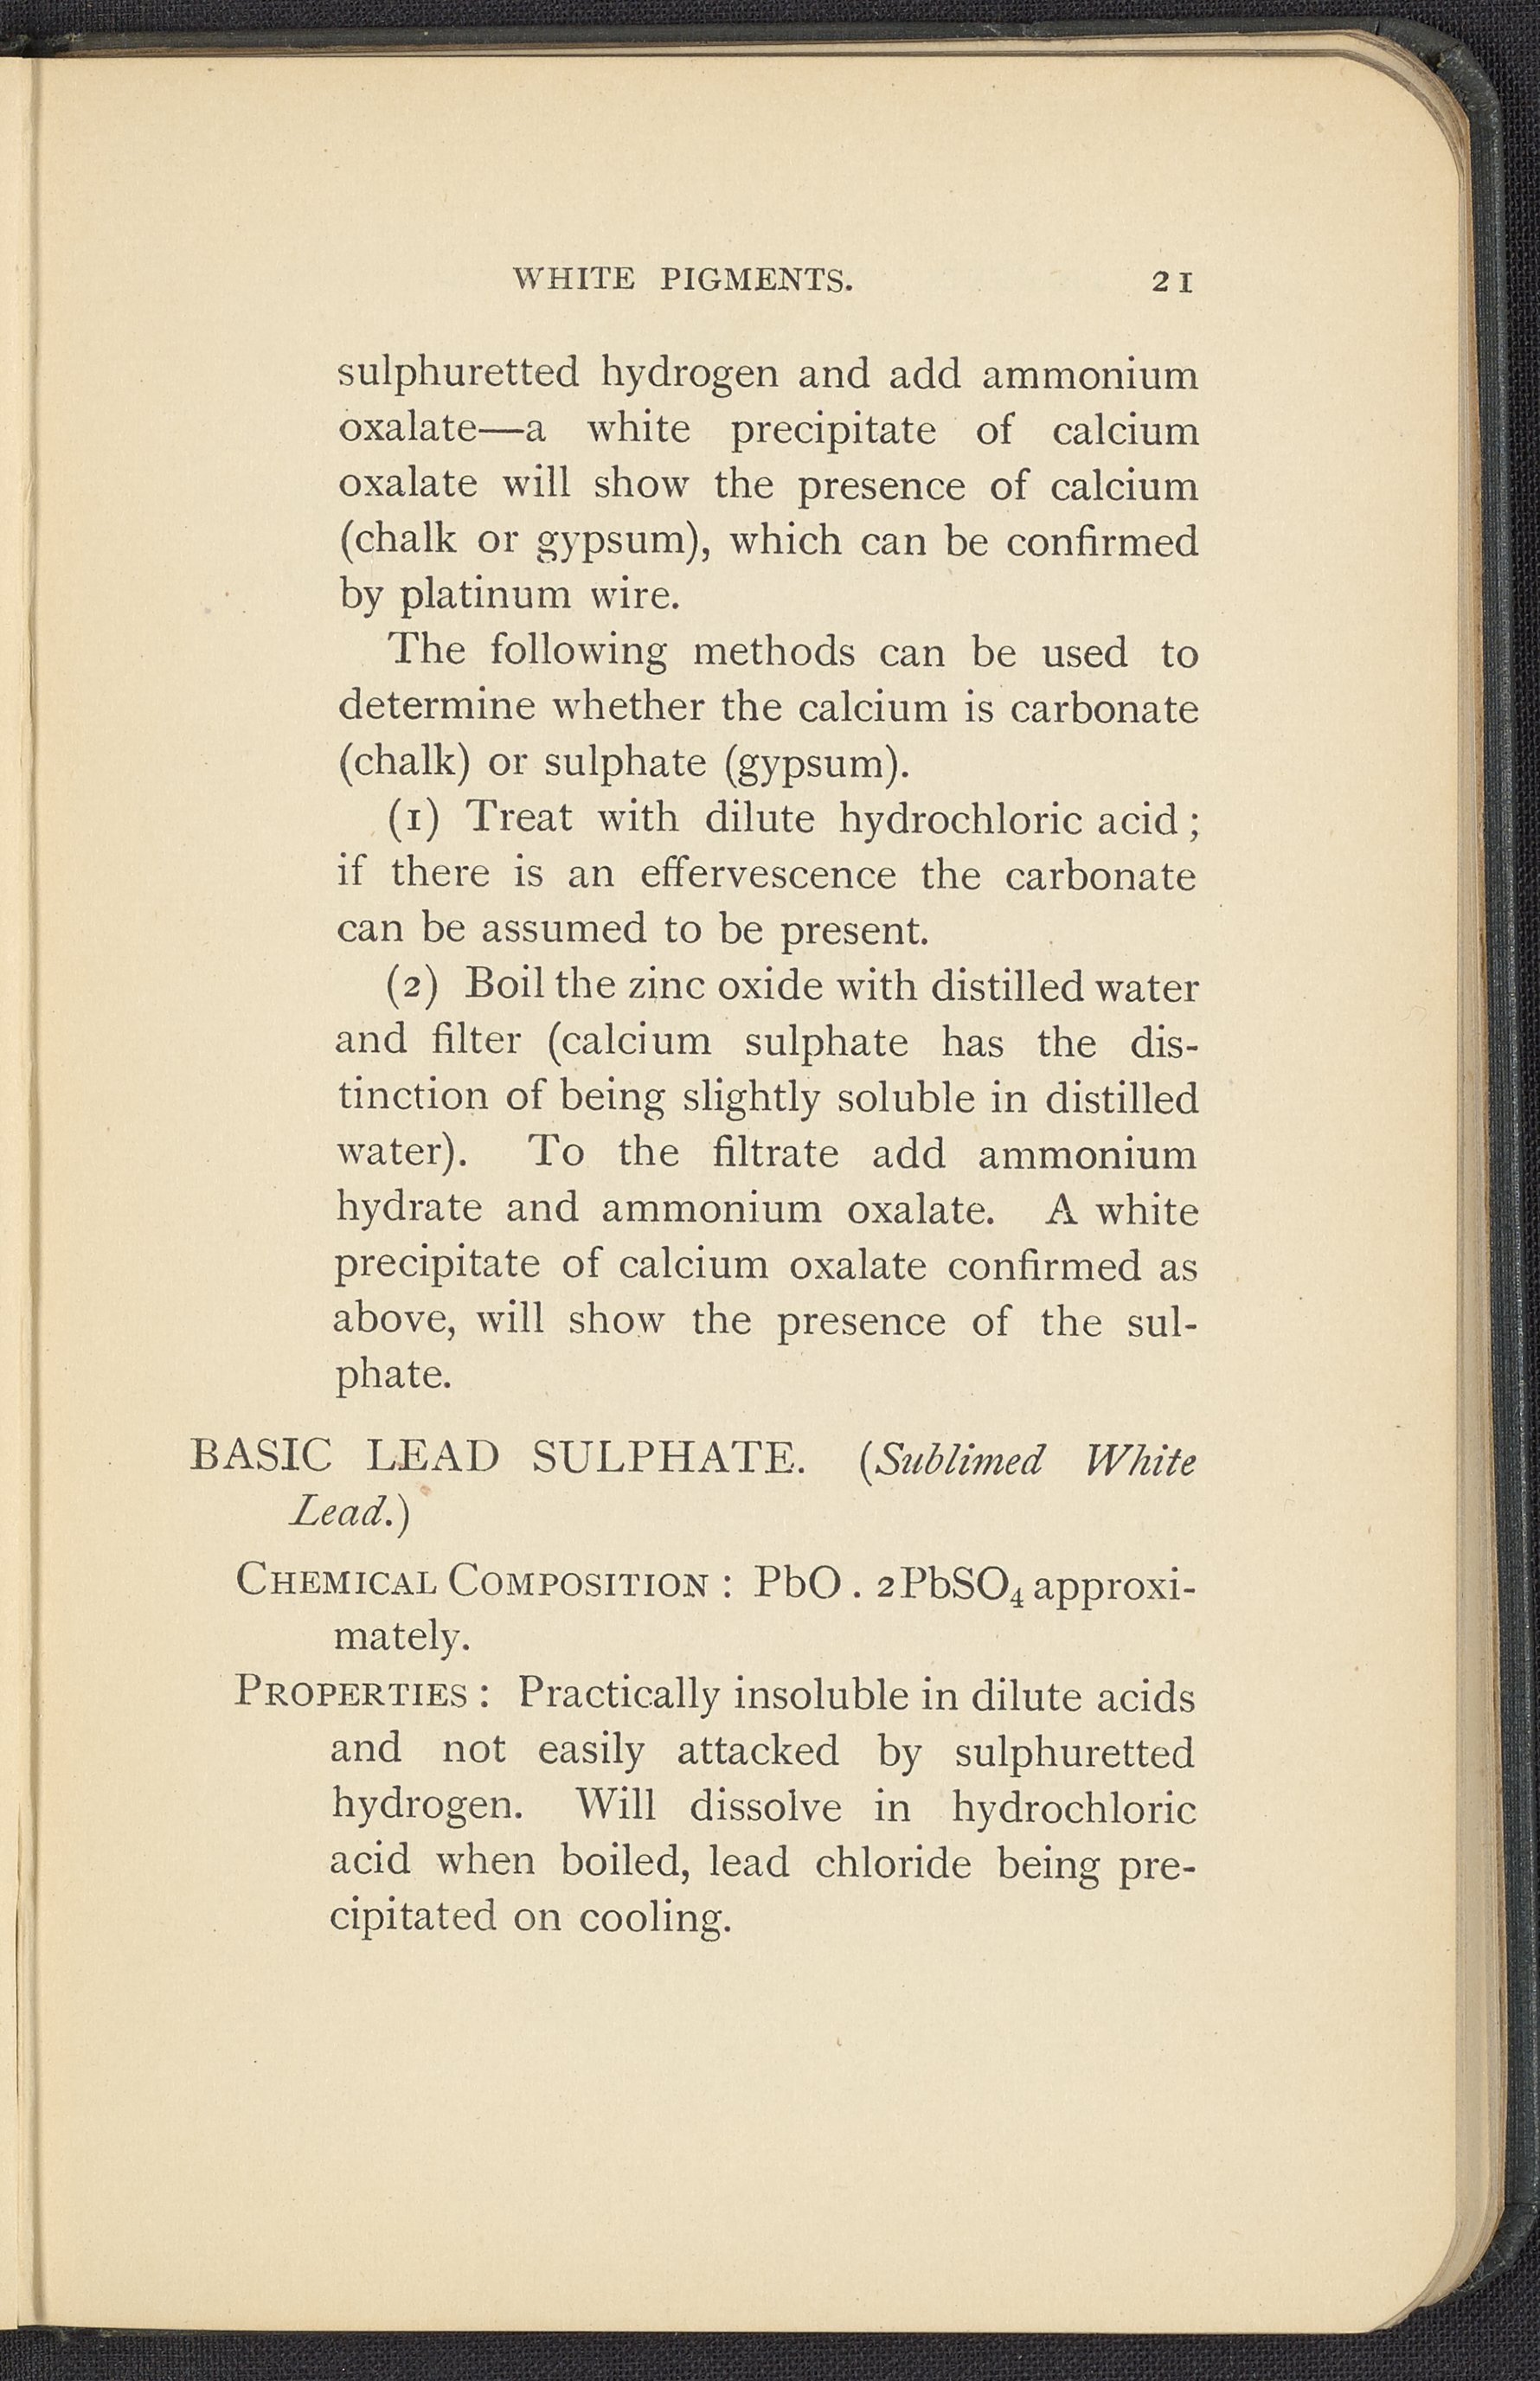 WHITE PIGMENTS. 21
sulphuretted hydrogen and add ammonium
oxalate—a white precipitate of calcium
oxalate will show the presence of calcium
(chalk or gypsum), which can be confirmed
by platinum wire.
The following methods can be used to
determine whether the calcium is carbonate
(chalk) or sulphate (gypsum).
(1) Treat with dilute hydrochloric acid;
if there is an effervescence the carbonate
can be assumed to be present.
(2) Boil the zinc oxide with distilled water
and filter (calcium sulphate has the dis-
tinction of being slightly soluble in distilled
water). To the filtrate add ammonium
hydrate and ammonium oxalate. A white
precipitate of calcium oxalate confirmed as
above, will show the presence of the sul-
phate.
BASIC LEAD SULPHATE. (Sublimed White
Lead.)
CHEMICAL COMPOSITION: PbO . 2PbSO₄ approxi-
mately.
PROPERTIES: Practically insoluble in dilute acids
and not easily attacked by sulphuretted
hydrogen. Will dissolve in hydrochloric
acid when boiled, lead chloride being pre-
cipitated on cooling.